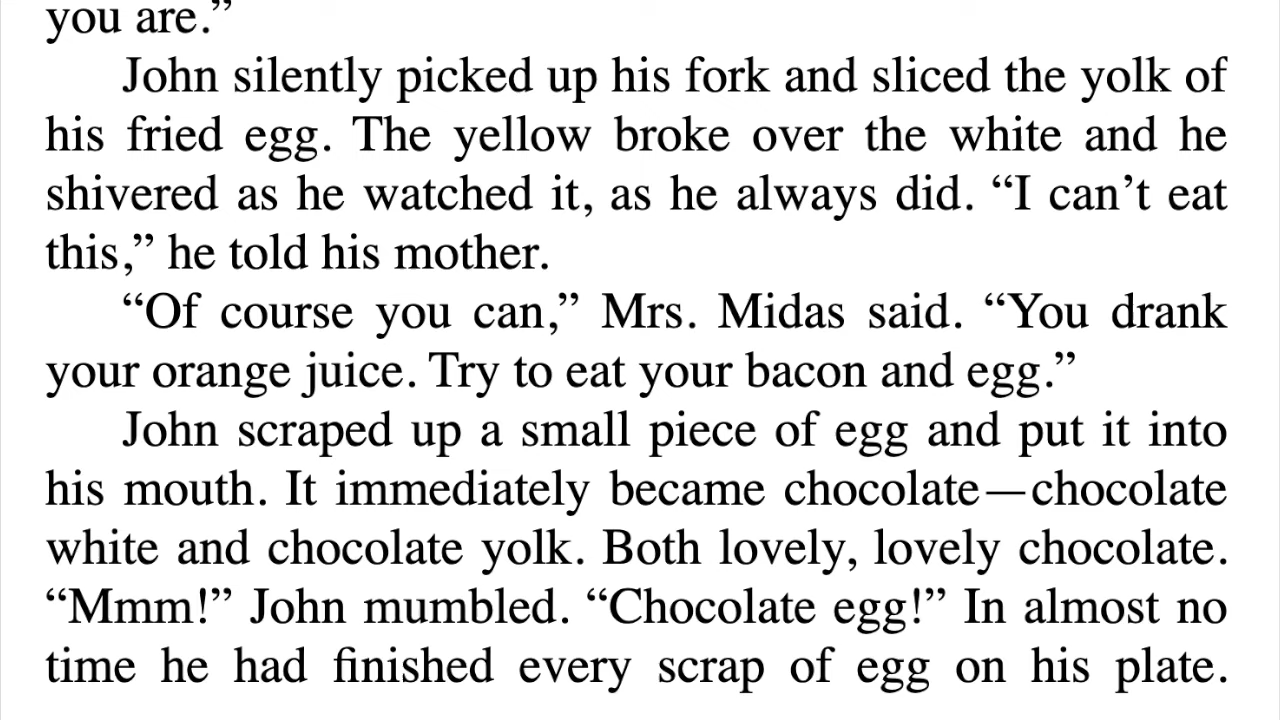 you are.”
John silently picked up his fork and sliced the yolk of
his fried egg. The yellow broke over the white and he
shivered as he watched it, as he always did. “I can’t eat
this,” he told his mother.
“Of course you can,” Mrs. Midas said. “You drank
your orange juice. Try to eat your bacon and egg.”
John scraped up a small piece of egg and put it into
his mouth. It immediately became chocolate—chocolate
white and chocolate yolk. Both lovely, lovely chocolate.
“Mmm!” John mumbled. “Chocolate egg!” In almost no
time he had finished every scrap of egg on his plate.